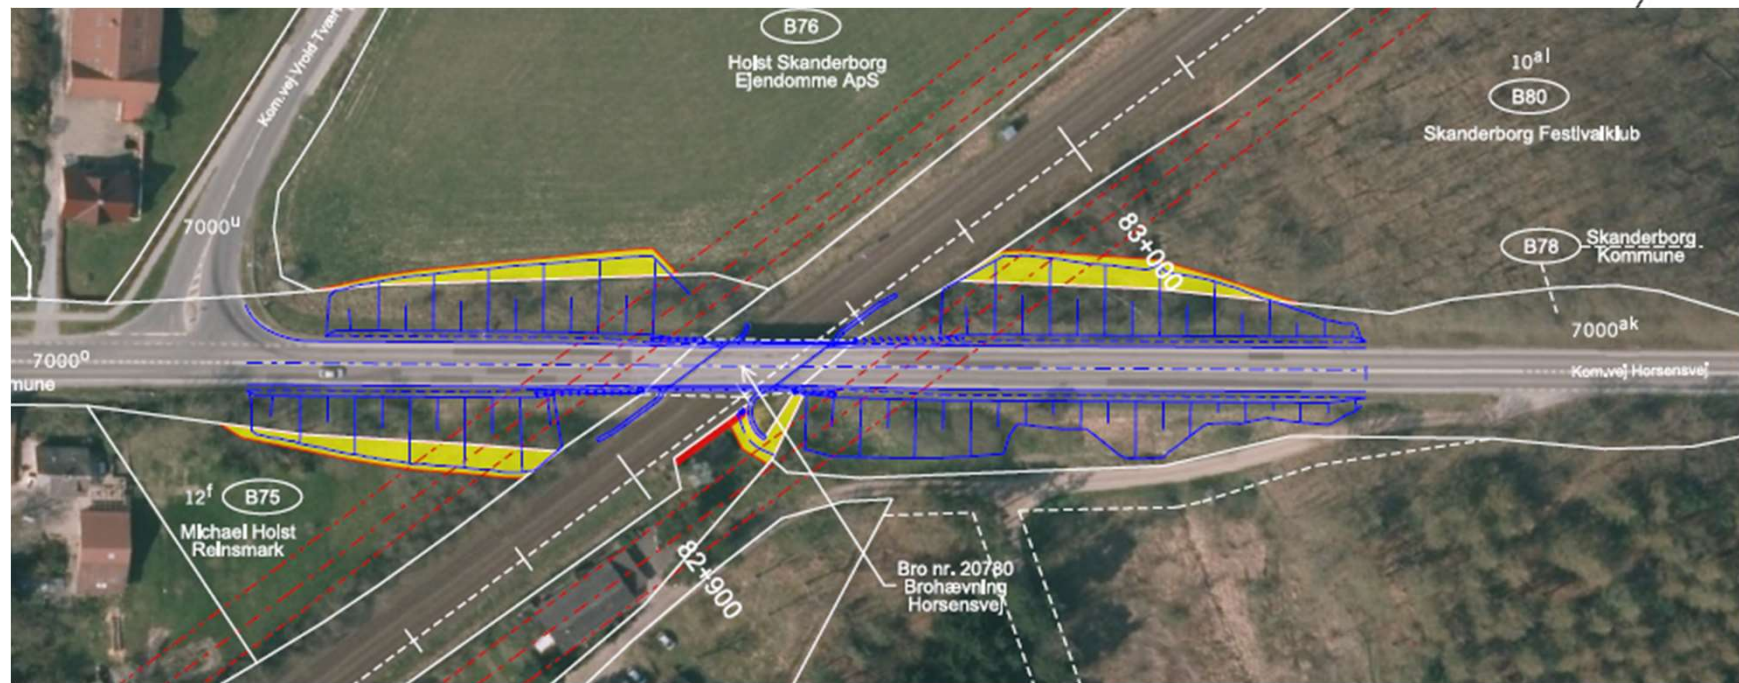 B76
Holst Skanderborg
Ejendomme ApS
Kom.vej Vrold Tvær
10al
B80
Skanderborg Festivalklub
7000u
83+000
B78
Skanderborg
Kommune
7000ak
7000o
mune
Kom.vej Horsensvej
12f
B75
Michael Holst
Reinsmark
82+900
Bro nr. 20780
Brohævning
Horsensvej